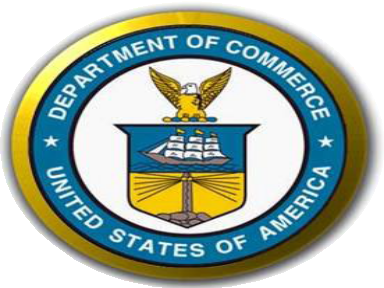 DEPARTMENT OF COMMERCE
UNITED STATES OF AMERICA